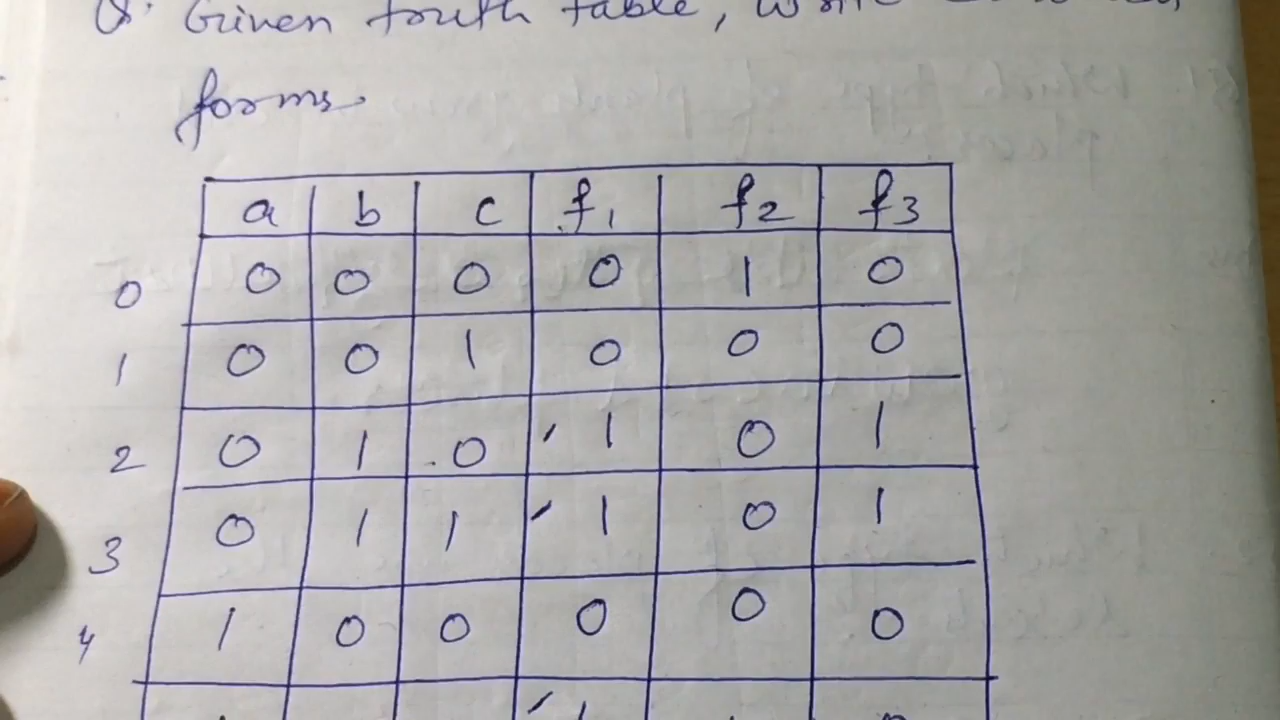 Q. Given truth table, write
forms.
a b c f1 f2 f3
0 0 0 0 0 1 0
1 0 0 1 0 0 0
2 0 1 0 1 0 1
3 0 1 1 1 0 1
4 1 0 0 0 0 0